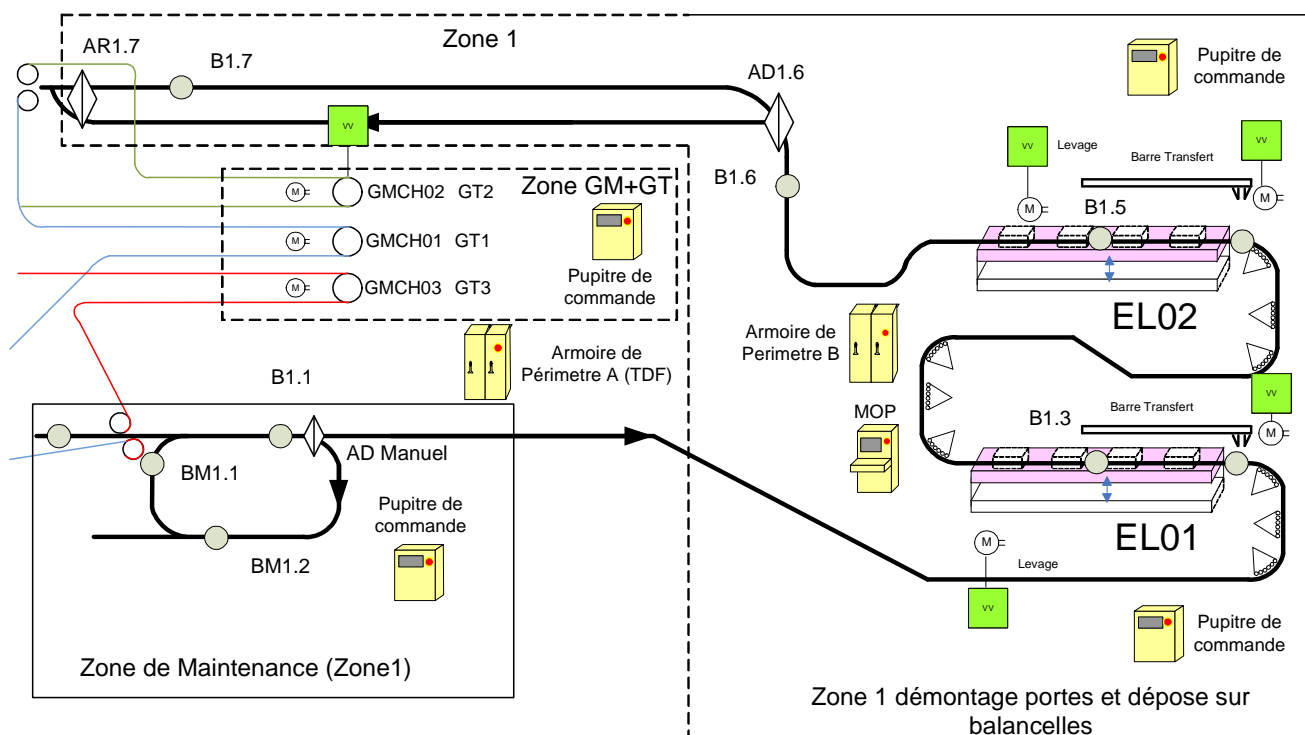 Zone 1
AR1.7
B1.7
AD1.6
Pupitre de
commande
vv
vv
Levage
Barre Transfert
vv
M
M
B1.6
B1.5
EL02
M
GMCH02 GT2
Zone GM+GT
M
GMCH01 GT1
M
GMCH03 GT3
Pupitre de
commande
Armoire de
Périmetre A (TDF)
Armoire de
Perimetre B
MOP
B1.3
Barre Transfert
vv
M
EL01
B1.1
AD Manuel
BM1.1
BM1.2
Pupitre de
commande
Zone de Maintenance (Zone1)
M
Levage
vv
Pupitre de
commande
Zone 1 démontage portes et dépose sur
balancelles